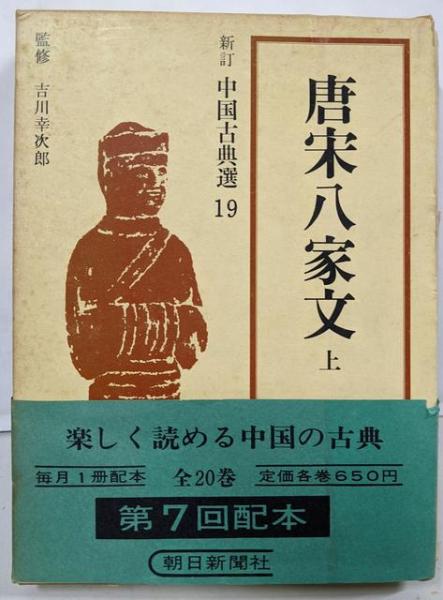 唐宋八家文 上
新訂 中国古典選 19
監修 吉川幸次郎
楽しく読める中国の古典
毎月1冊配本 全20巻 定価各巻650円
第7回配本
朝日新聞社